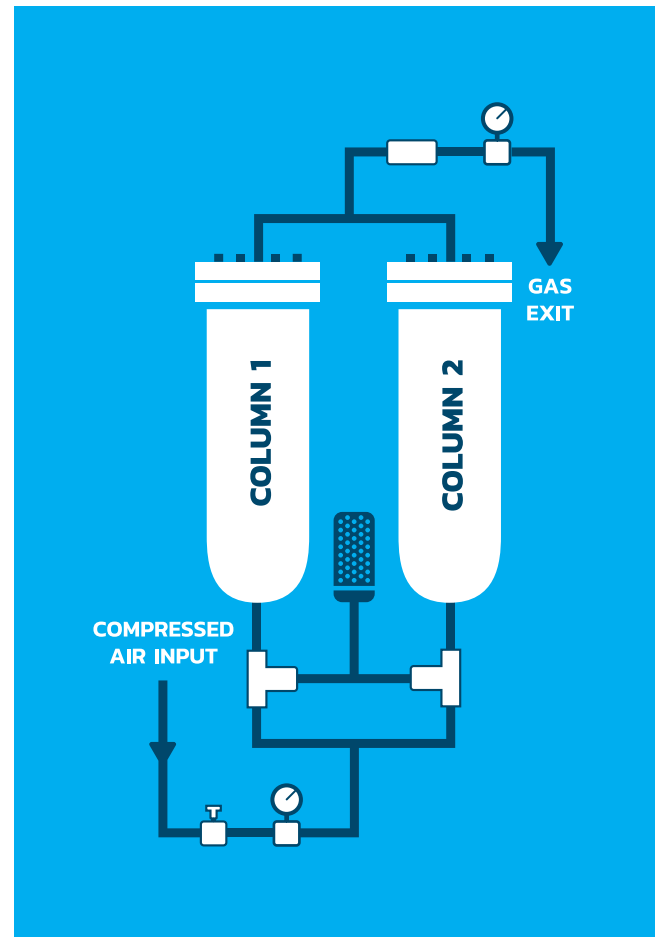 GAS
EXIT
COLUMN 1
COLUMN 2
COMPRESSED
AIR INPUT